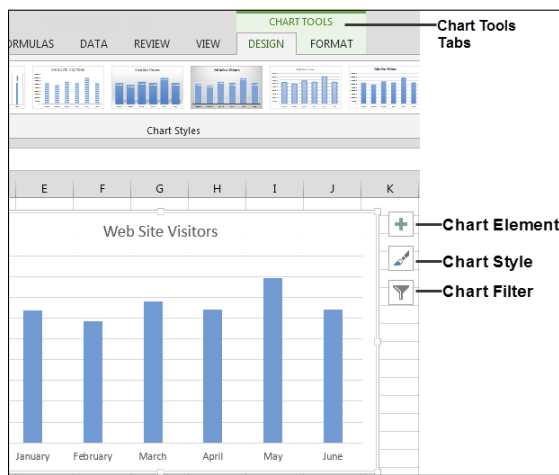 CHART TOOLS
Chart Tools
Tabs
ORMULAS DATA REVIEW VIEW DESIGN FORMAT
Chart Styles
E F G H I J K
Web Site Visitors
Chart Element
Chart Style
Chart Filter
January February March April May June